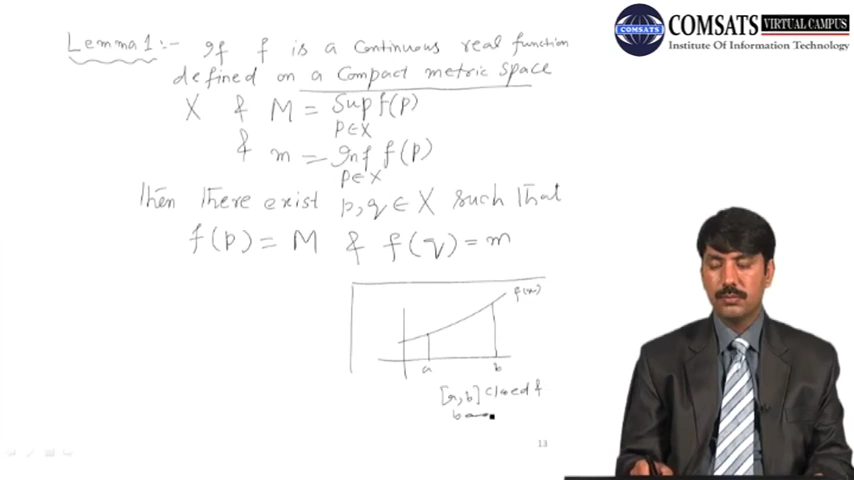 COMSATS VIRTUAL CAMPUS
Institute Of Information Technology
Lemma 1:- If f is a continuous real function
defined on a compact metric space
X & M = Sup f(p)
p∈X
& m = Inf f(p)
p∈X
Then there exist p, q ∈ X such that
f(p) = M & f(q) = m
f(x)
a b
[a, b] closed &
13